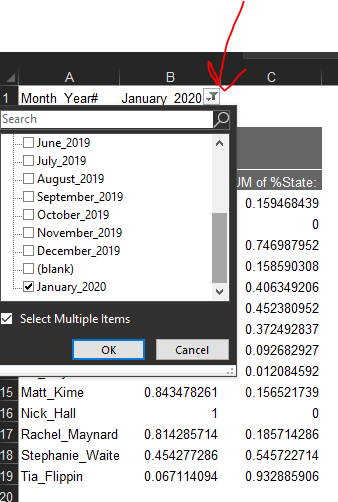 A B C
1 Month_Year# January_2020
Search
June_2019
July_2019
August_2019 UM of %State:
September_2019 0.159468439
October_2019 0
November_2019 0.746987952
December_2019 0.158590308
(blank) 0.406349206
January_2020 0.452380952
0.372492837
Select Multiple Items 0.092682927
OK Cancel 0.012084592
15 Matt_Kime 0.843478261 0.156521739
16 Nick_Hall 1 0
17 Rachel_Maynard 0.814285714 0.185714286
18 Stephanie_Waite 0.454277286 0.545722714
19 Tia_Flippin 0.067114094 0.932885906